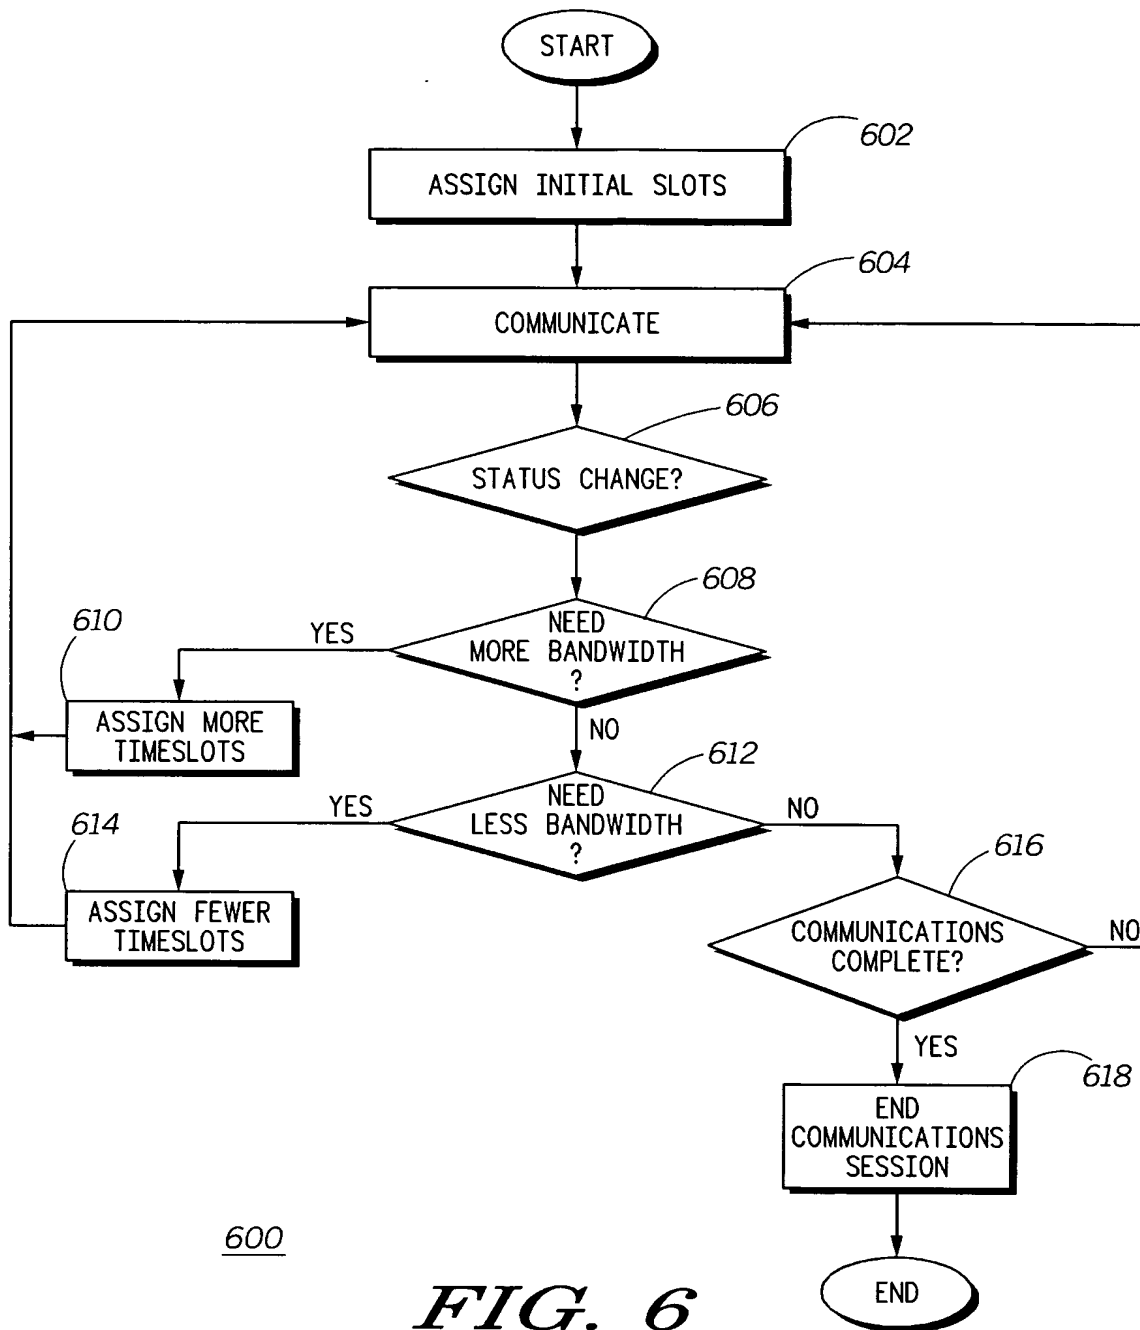 START
602
ASSIGN INITIAL SLOTS
604
COMMUNICATE
606
STATUS CHANGE?
608
NEED
MORE BANDWIDTH
?
YES
610
ASSIGN MORE
TIMESLOTS
NO
612
NEED
LESS BANDWIDTH
?
YES
NO
614
ASSIGN FEWER
TIMESLOTS
616
COMMUNICATIONS
COMPLETE?
NO
YES
618
END
COMMUNICATIONS
SESSION
600
END
FIG. 6